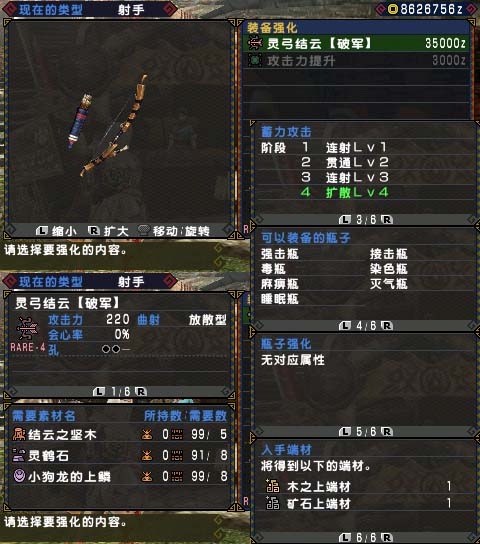 现在的类型 射手
L 缩小 R 扩大 移动/旋转
请选择要强化的内容。
8626756z
装备强化
灵弓结云【破军】 35000z
攻击力提升 3000z
蓄力攻击
阶段 1 连射Lv1
2 贯通Lv2
3 连射Lv3
4 扩散Lv4
L 3/6 R
可以装备的瓶子
强击瓶 接击瓶
毒瓶 染色瓶
麻痹瓶 灭气瓶
睡眠瓶
L 4/6 R
瓶子强化
无对应属性
L 5/6 R
入手端材
将得到以下的端材。
木之上端材 1
矿石上端材 1
L 6/6 R
现在的类型 射手
灵弓结云【破军】
攻击力 220 曲射 放散型
会心率 0%
RARE-4 孔 ●●—
L 1/6 R
需要素材名 所持数/需要数
结云之坚木 0 99/ 5
灵鹤石 0 91/ 8
小狗龙的上鳞 0 99/ 8
请选择要强化的内容。